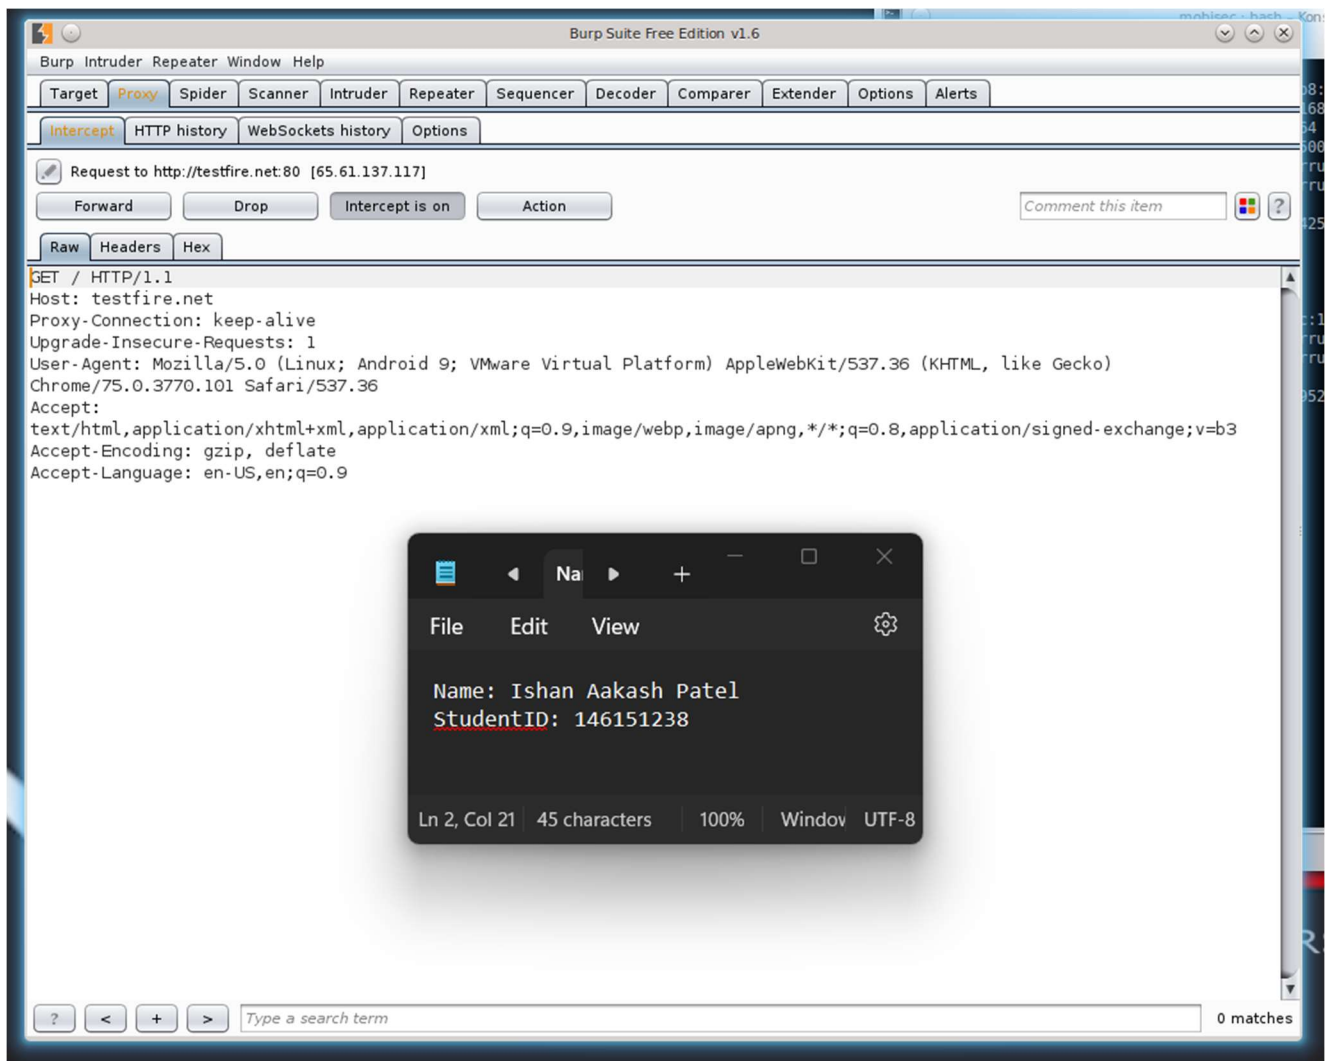 mobisec : bash – Kon
Burp Suite Free Edition v1.6
Burp Intruder Repeater Window Help
Target Proxy Spider Scanner Intruder Repeater Sequencer Decoder Comparer Extender Options Alerts
Intercept HTTP history WebSockets history Options
Request to http://testfire.net:80 [65.61.137.117]
Forward Drop Intercept is on Action Comment this item ?
Raw Headers Hex
GET / HTTP/1.1
Host: testfire.net
Proxy-Connection: keep-alive
Upgrade-Insecure-Requests: 1
User-Agent: Mozilla/5.0 (Linux; Android 9; VMware Virtual Platform) AppleWebKit/537.36 (KHTML, like Gecko)
Chrome/75.0.3770.101 Safari/537.36
Accept:
text/html,application/xhtml+xml,application/xml;q=0.9,image/webp,image/apng,*/*;q=0.8,application/signed-exchange;v=b3
Accept-Encoding: gzip, deflate
Accept-Language: en-US,en;q=0.9
Na
File Edit View
Name: Ishan Aakash Patel
StudentID: 146151238
Ln 2, Col 21 45 characters 100% Window UTF-8
? < + > Type a search term 0 matches